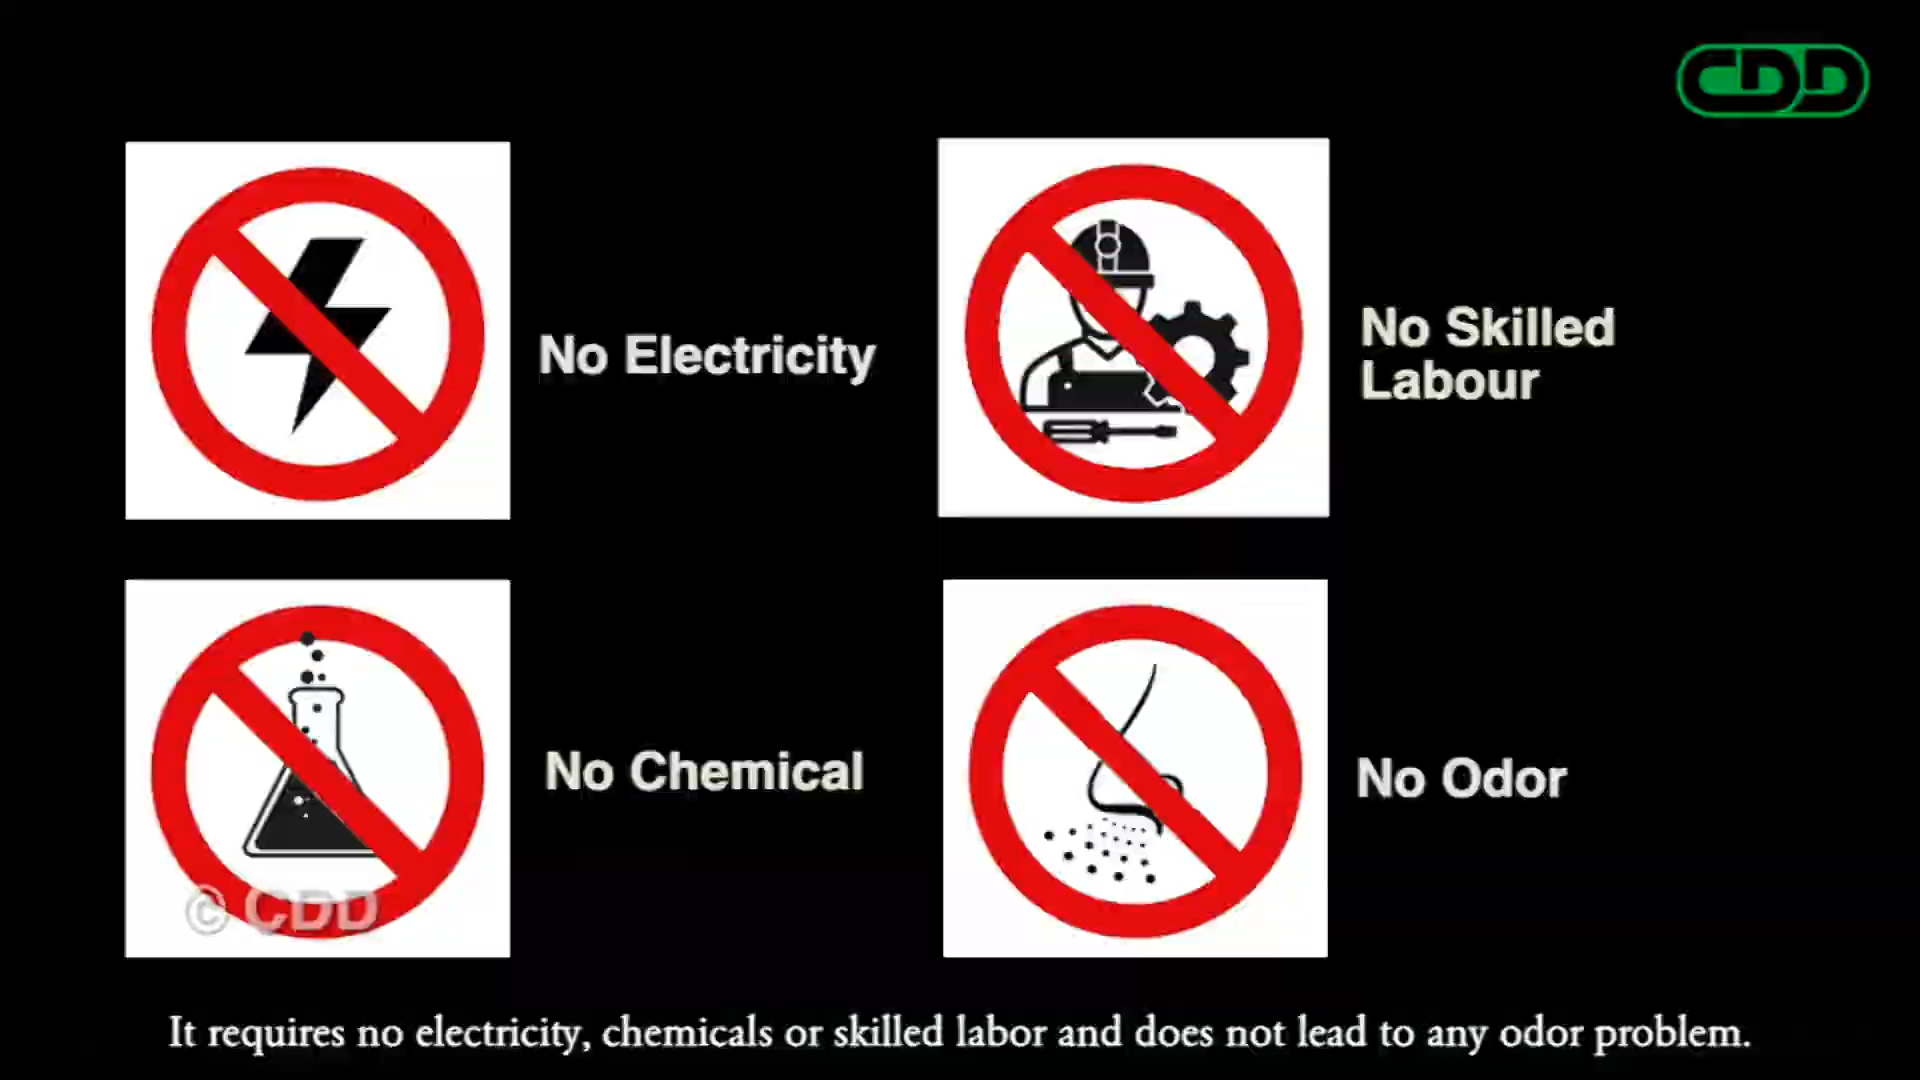 CDD
No Electricity
No Skilled
Labour
No Chemical
No Odor
© CDD
It requires no electricity, chemicals or skilled labor and does not lead to any odor problem.